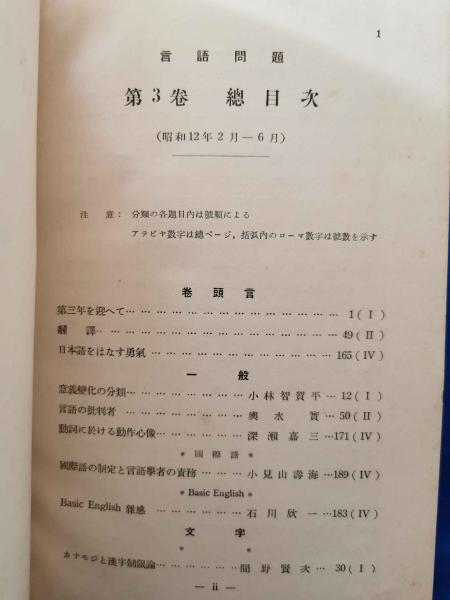 1
言語問題
第3卷 總目次
(昭和12年2月—6月)
注 意: 分類の各題目內は號順による
アラビヤ數字は總ページ, 括弧內のローマ數字は號數を示す
卷頭言
第三年を迎へて………………………………… 1 (I)
飜 譯………………………………… 49 (II)
日本語をはなす勇氣………………………………… 165 (IV)
一 般
意義變化の分類………………………小林智賀平…12 (I)
言語の批判者………………………輿水 實…50 (II)
動詞に於ける動作心像………………………深瀬嘉三…171 (IV)
* 國際語 *
國際語の制定と言語學者の責務…………小見山壽海…189 (IV)
* Basic English *
Basic English 雜感………………………石川欣一…183 (IV)
文 字
* *
カナモジと漢字制限論………………………間野賢次…30 (I)
— ii —